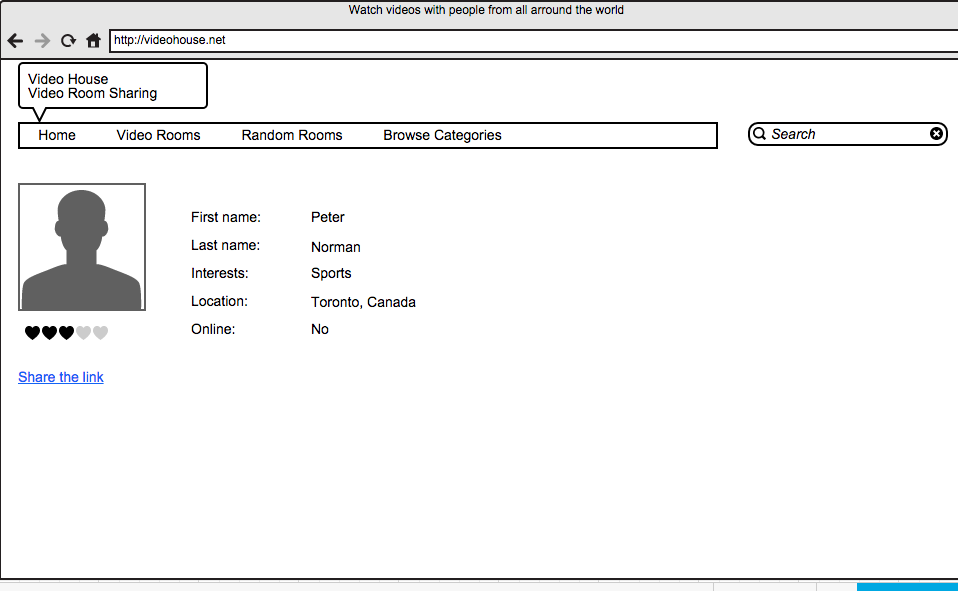 Watch videos with people from all arround the world
http://videohouse.net
Video House
Video Room Sharing
Home Video Rooms Random Rooms Browse Categories
Search
First name: Peter
Last name: Norman
Interests: Sports
Location: Toronto, Canada
Online: No
Share the link